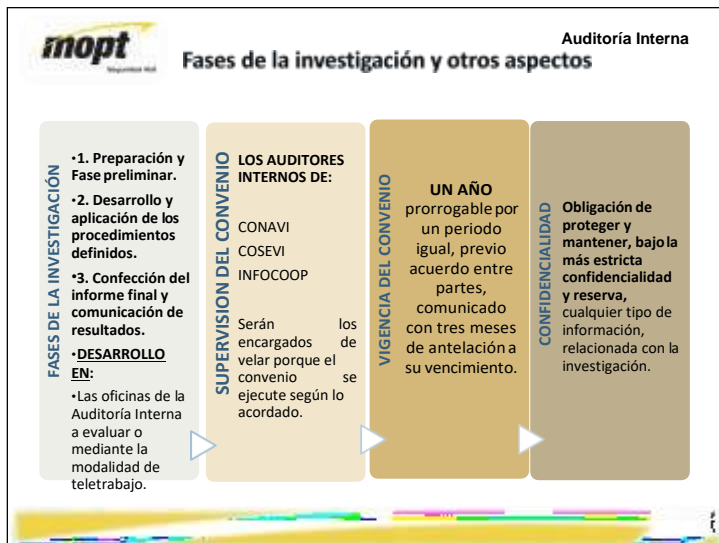 mopt
Auditoría Interna
Fases de la investigación y otros aspectos
FASES DE LA INVESTIGACIÓN
•1. Preparación y
Fase preliminar.
•2. Desarrollo y
aplicación de los
procedimientos
definidos.
•3. Confección del
informe final y
comunicación de
resultados.
•DESARROLLO
EN:
•Las oficinas de la
Auditoría Interna
a evaluar o
mediante la
modalidad de
teletrabajo.
SUPERVISION DEL CONVENIO
LOS AUDITORES
INTERNOS DE:
CONAVI
COSEVI
INFOCOOP
Serán los
encargados de
velar porque el
convenio se
ejecute según lo
acordado.
VIGENCIA DEL CONVENIO
UN AÑO
prorrogable por
un periodo
igual, previo
acuerdo entre
partes,
comunicado
con tres meses
de antelación a
su vencimiento.
CONFIDENCIALIDAD
Obligación de
proteger y
mantener, bajo la
más estricta
confidencialidad
y reserva,
cualquier tipo de
información,
relacionada con la
investigación.